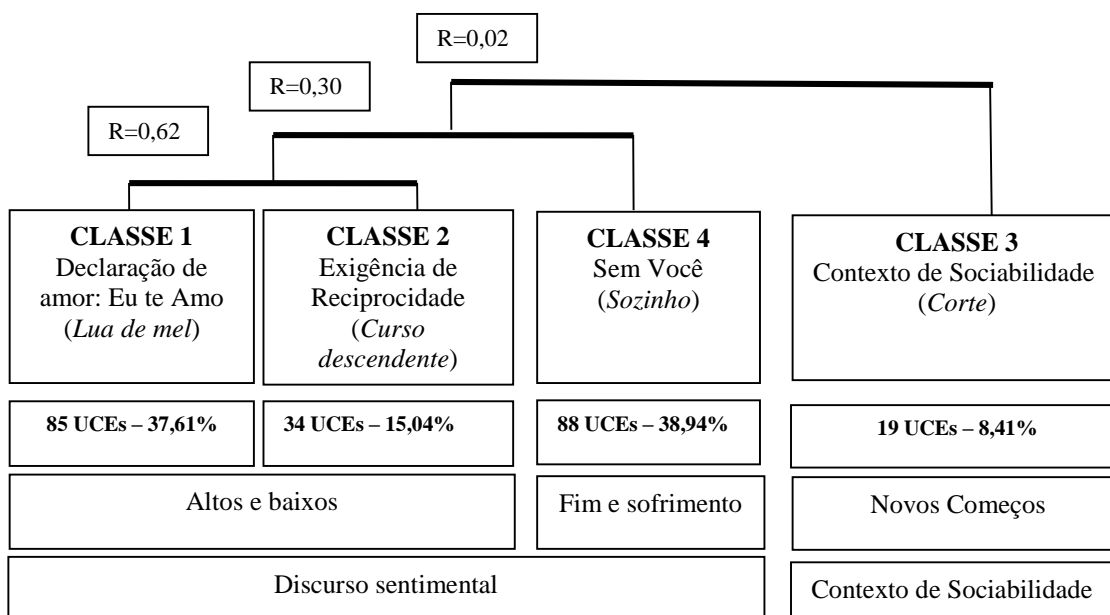 R=0,02
R=0,30
R=0,62
CLASSE 1
Declaração de
amor: Eu te Amo
(Lua de mel)
CLASSE 2
Exigência de
Reciprocidade
(Curso
descendente)
CLASSE 4
Sem Você
(Sozinho)
CLASSE 3
Contexto de Sociabilidade
(Corte)
85 UCEs – 37,61%
34 UCEs – 15,04%
88 UCEs – 38,94%
19 UCEs – 8,41%
Altos e baixos
Fim e sofrimento
Novos Começos
Discurso sentimental
Contexto de Sociabilidade